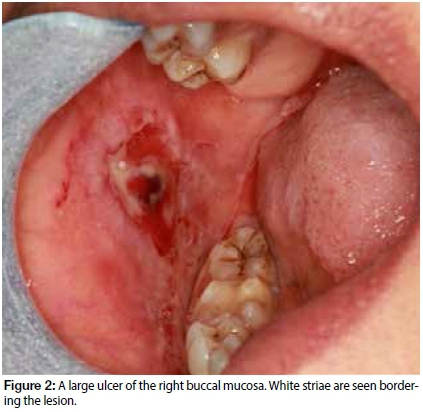 Figure 2: A large ulcer of the right buccal mucosa. White striae are seen border-
ing the lesion.